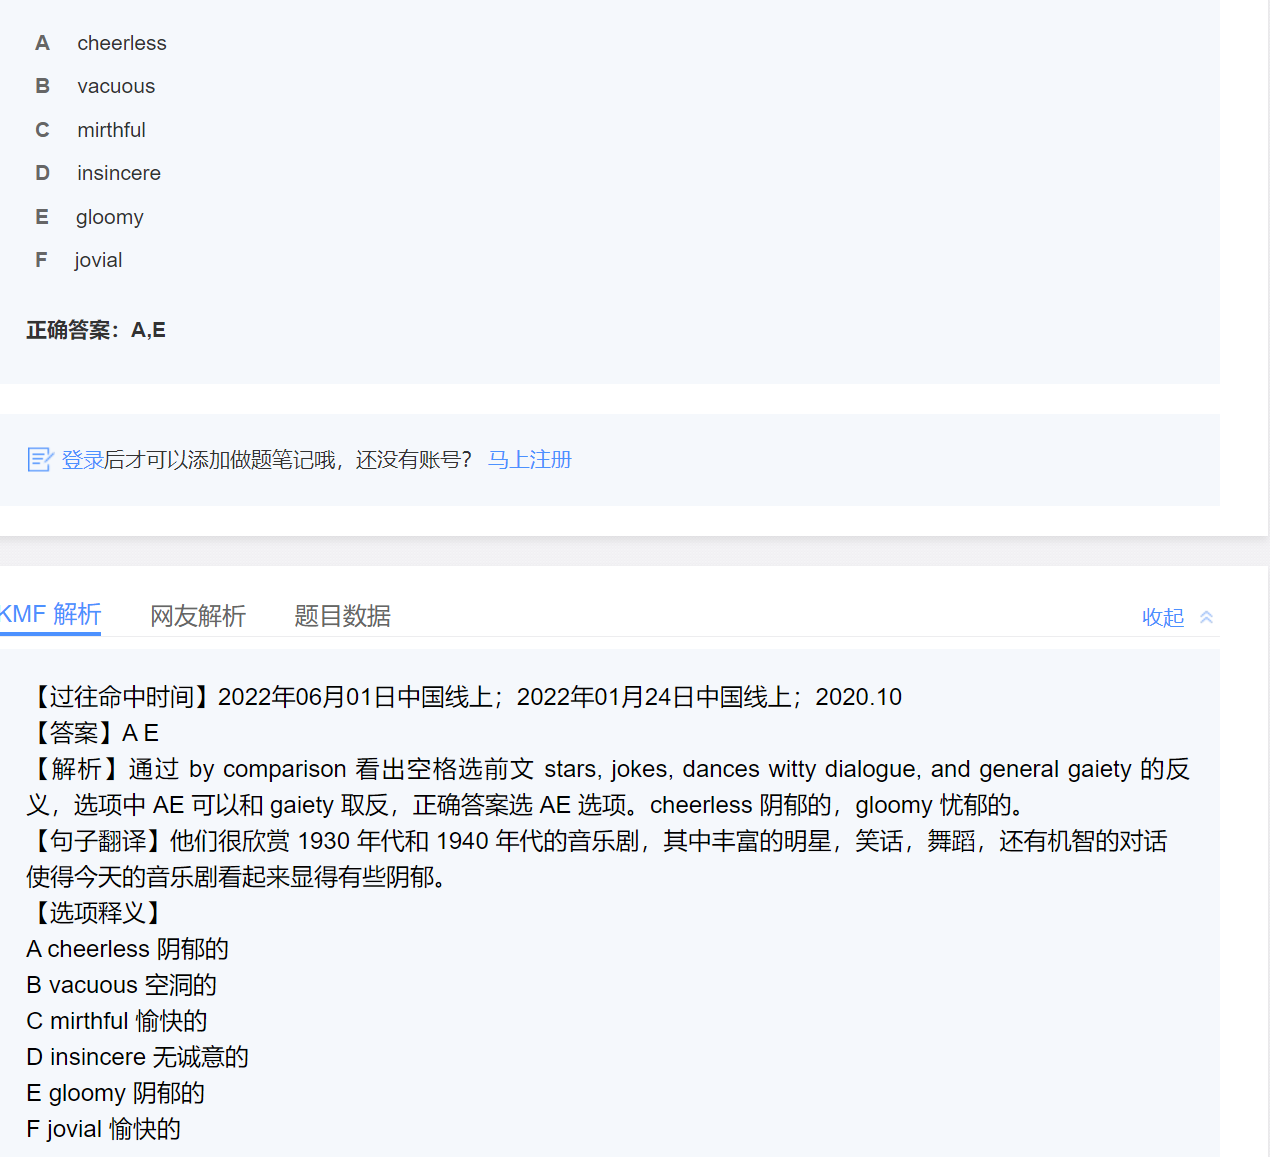 A cheerless
B vacuous
C mirthful
D insincere
E gloomy
F jovial
正确答案：A,E
登录后才可以添加做题笔记哦，还没有账号？ 马上注册
KMF 解析 网友解析 题目数据 收起
【过往命中时间】2022年06月01日中国线上；2022年01月24日中国线上；2020.10
【答案】A E
【解析】通过 by comparison 看出空格选前文 stars, jokes, dances witty dialogue, and general gaiety 的反
义，选项中 AE 可以和 gaiety 取反，正确答案选 AE 选项。cheerless 阴郁的，gloomy 忧郁的。
【句子翻译】他们很欣赏 1930 年代和 1940 年代的音乐剧，其中丰富的明星，笑话，舞蹈，还有机智的对话
使得今天的音乐剧看起来显得有些阴郁。
【选项释义】
A cheerless 阴郁的
B vacuous 空洞的
C mirthful 愉快的
D insincere 无诚意的
E gloomy 阴郁的
F jovial 愉快的